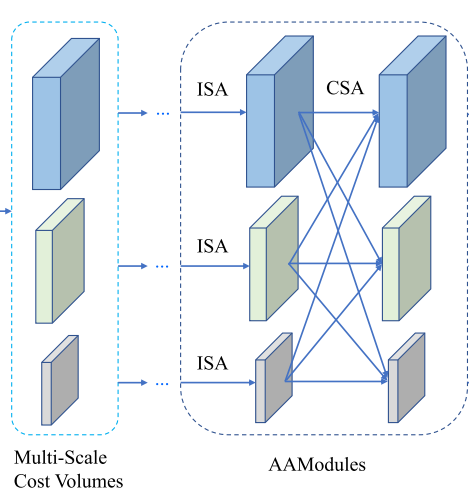 ISA
CSA
...
ISA
...
ISA
...
Multi-Scale
Cost Volumes
AAModules